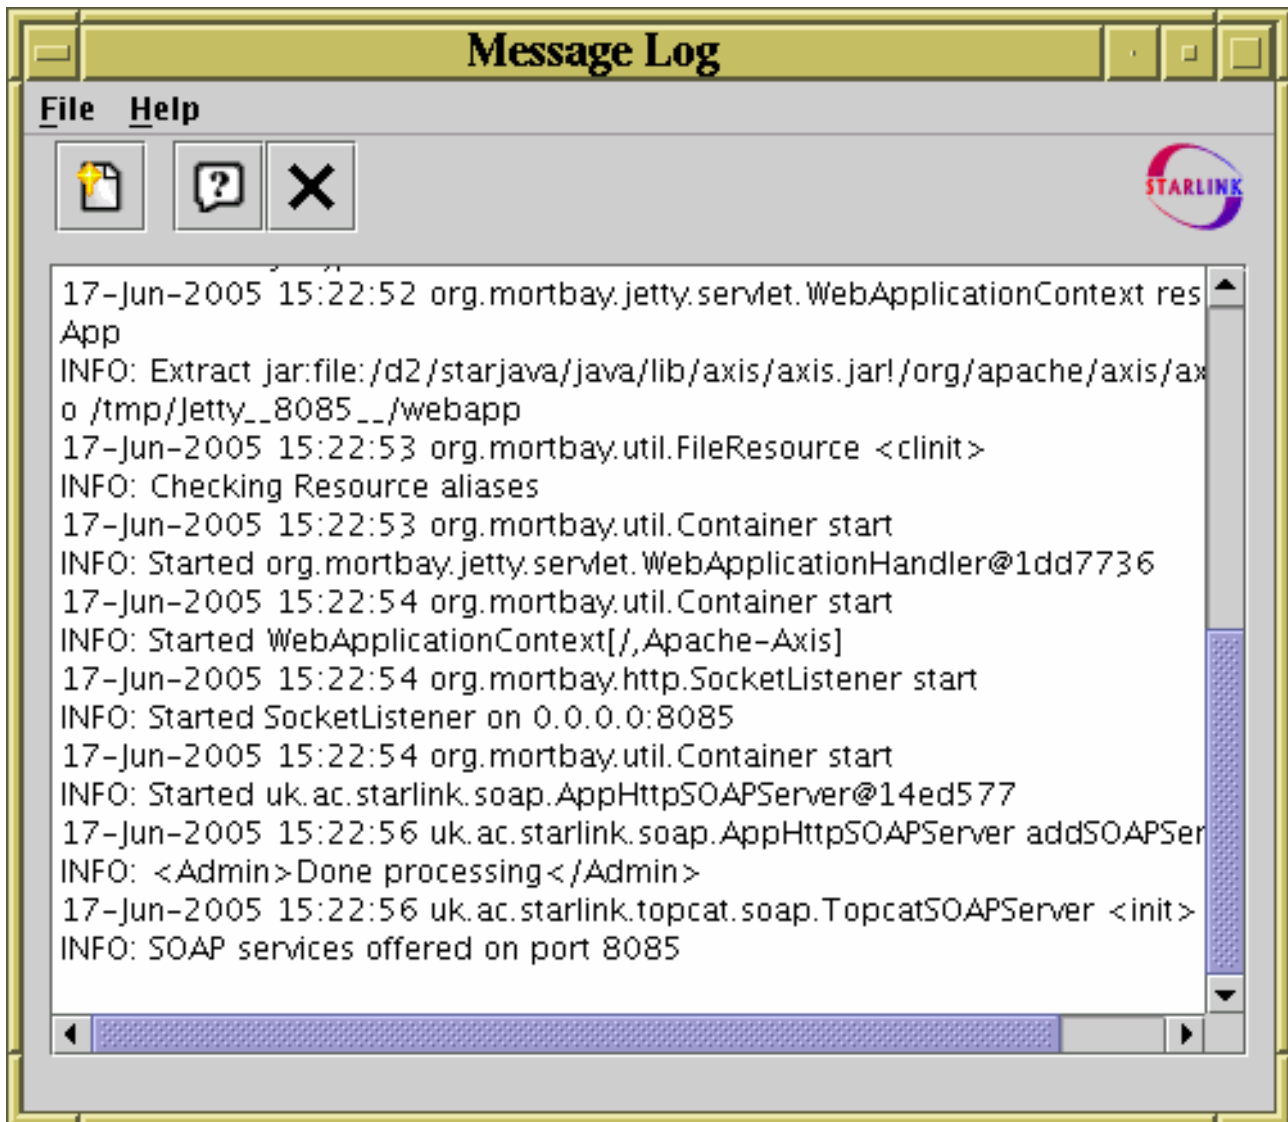 Message Log
File Help
STARLINK
17-Jun-2005 15:22:52 org.mortbay.jetty.servlet.WebApplicationContext res
App
INFO: Extract jar:file:/d2/starjava/java/lib/axis/axis.jar!/org/apache/axis/ax
o /tmp/Jetty__8085__/webapp
17-Jun-2005 15:22:53 org.mortbay.util.FileResource <clinit>
INFO: Checking Resource aliases
17-Jun-2005 15:22:53 org.mortbay.util.Container start
INFO: Started org.mortbay.jetty.servlet.WebApplicationHandler@1dd7736
17-Jun-2005 15:22:54 org.mortbay.util.Container start
INFO: Started WebApplicationContext[/,Apache-Axis]
17-Jun-2005 15:22:54 org.mortbay.http.SocketListener start
INFO: Started SocketListener on 0.0.0.0:8085
17-Jun-2005 15:22:54 org.mortbay.util.Container start
INFO: Started uk.ac.starlink.soap.AppHttpSOAPServer@14ed577
17-Jun-2005 15:22:56 uk.ac.starlink.soap.AppHttpSOAPServer addSOAPSer
INFO: <Admin>Done processing</Admin>
17-Jun-2005 15:22:56 uk.ac.starlink.topcat.soap.TopcatSOAPServer <init>
INFO: SOAP services offered on port 8085